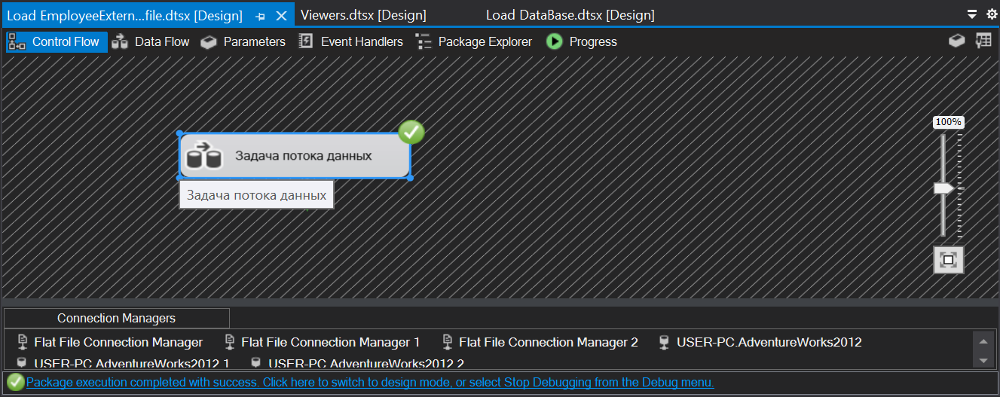 Load EmployeeExtern...file.dtsx [Design] Viewers.dtsx [Design] Load DataBase.dtsx [Design]
Control Flow Data Flow Parameters Event Handlers Package Explorer Progress
100%
Задача потока данных
Задача потока данных
Connection Managers
Flat File Connection Manager Flat File Connection Manager 1 Flat File Connection Manager 2 USER-PC.AdventureWorks2012
USER-PC.AdventureWorks2012 1 USER-PC.AdventureWorks2012 2
Package execution completed with success. Click here to switch to design mode, or select Stop Debugging from the Debug menu.